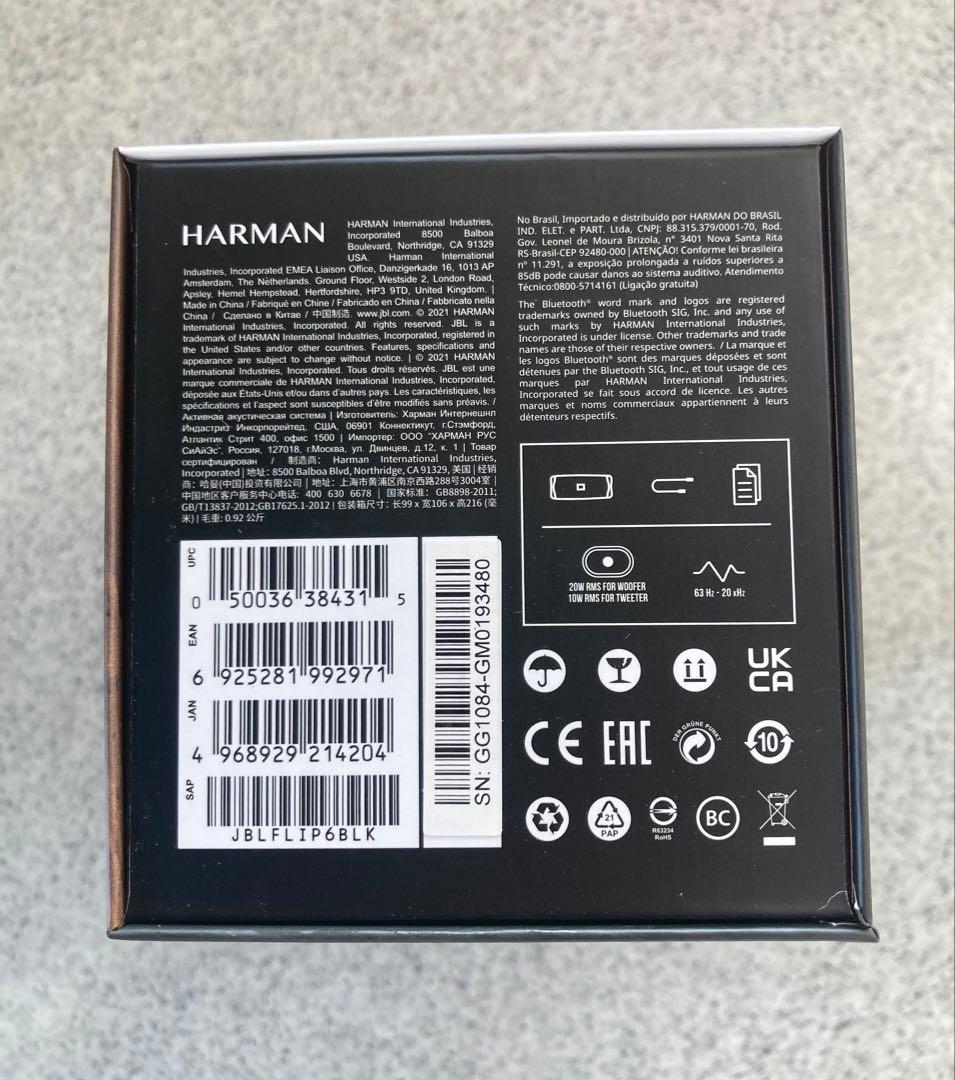 HARMAN
HARMAN International Industries,
Incorporated 8500 Balboa
Boulevard, Northridge, CA 91329
USA. Harman International
Industries, Incorporated EMEA Liaison Office, Danzigerkade 16, 1013 AP
Amsterdam, The Netherlands. Ground Floor, Westside 2, London Road,
Apsley, Hemel Hempstead, Hertfordshire, HP3 9TD, United Kingdom. |
Made in China / Fabriqué en Chine / Fabricado en China / Fabbricato nella
China / Сделано в Китае / 中国制造. www.jbl.com. © 2021 HARMAN
International Industries, Incorporated. All rights reserved. JBL is a
trademark of HARMAN International Industries, Incorporated, registered in
the United States and/or other countries. Features, specifications and
appearance are subject to change without notice. | © 2021 HARMAN
International Industries, Incorporated. Tous droits réservés. JBL est une
marque commerciale de HARMAN International Industries, Incorporated,
déposée aux États-Unis et/ou dans d'autres pays. Les caractéristiques, les
spécifications et l'aspect sont susceptibles d'être modifiés sans préavis. /
Активная акустическая система | Изготовитель: Харман Интернешнл
Индастриз Инкорпорейтед, США, 06901 Коннектикут, г.Стэмфорд,
Атлантик Стрит 400, офис 1500 | Импортер: ООО "ХАРМАН РУС
СиАйЭс", Россия, 127018, г.Москва, ул. Двинцев, д.12, к. 1 | Товар
сертифицирован / 制造商: Harman International Industries,
Incorporated | 地址: 8500 Balboa Blvd, Northridge, CA 91329, 美国 | 经销
商: 哈曼(中国)投资有限公司 | 地址: 上海市黄浦区南京西路288号3004室 |
中国地区客户服务中心电话: 400 630 6678 | 国家标准: GB8898-2011;
GB/T13837-2012;GB17625.1-2012 | 包装箱尺寸: 长99 x 宽106 x 高216 (毫
米) | 毛重: 0.92 公斤
No Brasil, Importado e distribuído por HARMAN DO BRASIL
IND. ELET. e PART. Ltda, CNPJ: 88.315.379/0001-70, Rod.
Gov. Leonel de Moura Brizola, n° 3401 Nova Santa Rita
RS-Brasil-CEP 92480-000 | ATENÇÃO! Conforme lei brasileira
n° 11.291, a exposição prolongada a ruídos superiores a
85dB pode causar danos ao sistema auditivo. Atendimento
Técnico:0800-5714161 (Ligação gratuita)
The Bluetooth® word mark and logos are registered
trademarks owned by Bluetooth SIG, Inc. and any use of
such marks by HARMAN International Industries,
Incorporated is under license. Other trademarks and trade
names are those of their respective owners. / La marque et
les logos Bluetooth® sont des marques déposées et sont
détenues par the Bluetooth SIG, Inc., et tout usage de ces
marques par HARMAN International Industries,
Incorporated se fait sous accord de licence. Les autres
marques et noms commerciaux appartiennent à leurs
détenteurs respectifs.
20W RMS FOR WOOFER
10W RMS FOR TWEETER
63 Hz - 20 kHz
UK
CA
CE
EAC
DER GRÜNE PUNKT
10
21
PAP
R63234
RoHS
BC
UPC
0 50036 38431 5
EAN
6 925281 992971
JAN
4 968929 214204
SAP
JBLFLIP6BLK
SN: GG1084-GM0193480